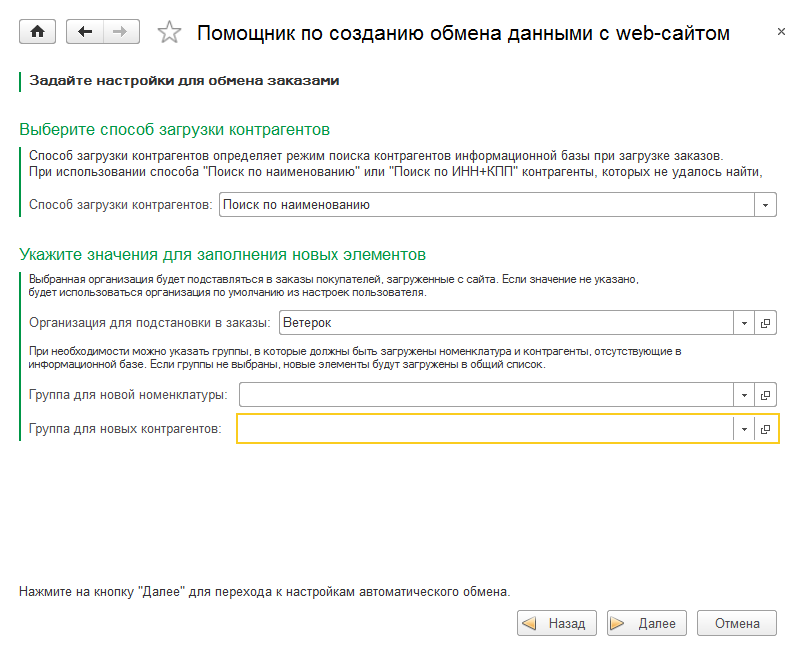 Помощник по созданию обмена данными с web-сайтом
Задайте настройки для обмена заказами
Выберите способ загрузки контрагентов
Способ загрузки контрагентов определяет режим поиска контрагентов информационной базы при загрузке заказов.
При использовании способа "Поиск по наименованию" или "Поиск по ИНН+КПП" контрагенты, которых не удалось найти,
Способ загрузки контрагентов: Поиск по наименованию
Укажите значения для заполнения новых элементов
Выбранная организация будет подставляться в заказы покупателей, загруженные с сайта. Если значение не указано,
будет использоваться организация по умолчанию из настроек пользователя.
Организация для подстановки в заказы: Ветерок
При необходимости можно указать группы, в которые должны быть загружены номенклатура и контрагенты, отсутствующие в
информационной базе. Если группы не выбраны, новые элементы будут загружены в общий список.
Группа для новой номенклатуры:
Группа для новых контрагентов:
Нажмите на кнопку "Далее" для перехода к настройкам автоматического обмена.
Назад Далее Отмена